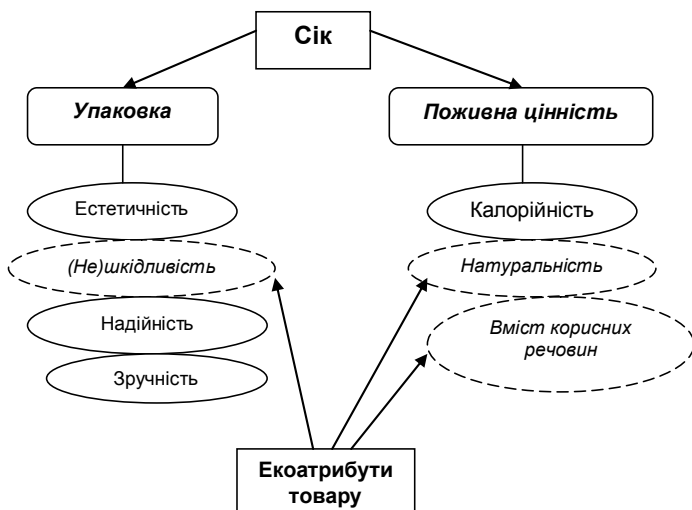 Сік
Упаковка
Поживна цінність
Естетичність
Калорійність
(Не)шкідливість
Натуральність
Надійність
Вміст корисних
речовин
Зручність
Екоатрибути
товару